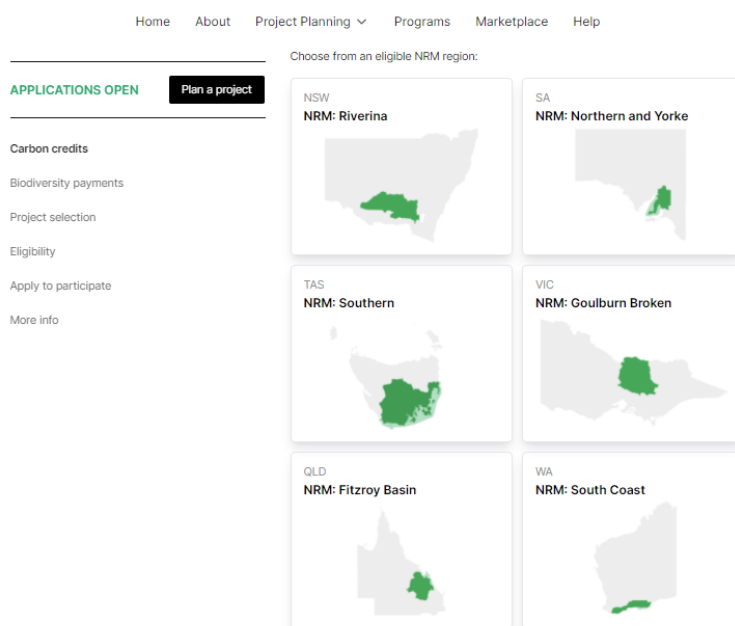 Home About Project Planning Programs Marketplace Help
APPLICATIONS OPEN Plan a project
Carbon credits
Biodiversity payments
Project selection
Eligibility
Apply to participate
More info
Choose from an eligible NRM region:
NSW
NRM: Riverina
SA
NRM: Northern and Yorke
TAS
NRM: Southern
VIC
NRM: Goulburn Broken
QLD
NRM: Fitzroy Basin
WA
NRM: South Coast